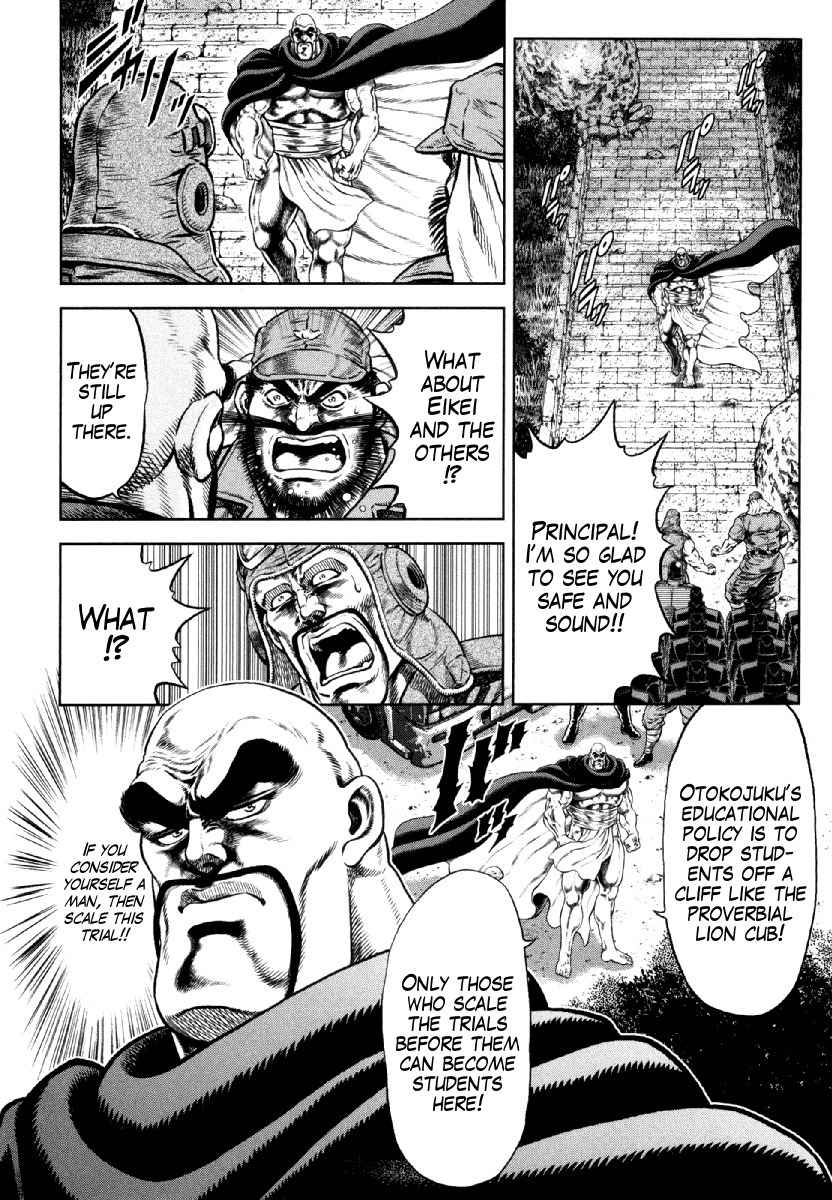 PRINCIPAL!
I'M SO GLAD
TO SEE YOU
SAFE AND
SOUND!!
WHAT
ABOUT
EIKEI
AND THE
OTHERS
!?
THEY'RE
STILL
UP
THERE.
WHAT
!?
OTOKOJUKU'S
EDUCATIONAL
POLICY IS TO
DROP STUD-
ENTS OFF A
CLIFF LIKE THE
PROVERBIAL
LION CUB!
ONLY THOSE
WHO SCALE
THE TRIALS
BEFORE THEM
CAN BECOME
STUDENTS
HERE!
IF YOU
CONSIDER
YOURSELF A
MAN, THEN
SCALE THIS
TRIAL!!